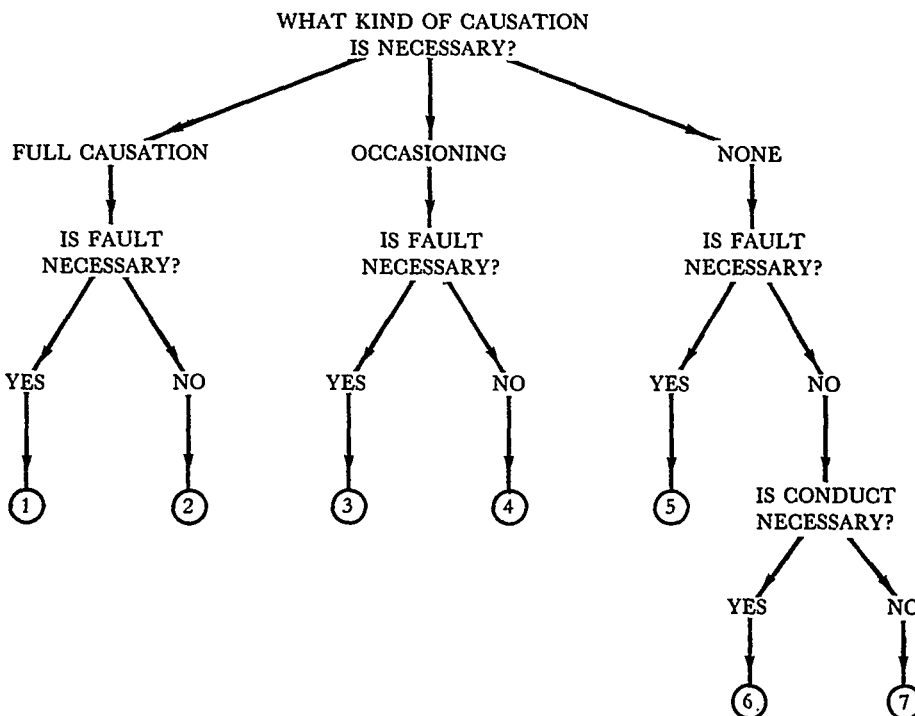 WHAT KIND OF CAUSATION
IS NECESSARY?
FULL CAUSATION
OCCASIONING
NONE
IS FAULT
NECESSARY?
IS FAULT
NECESSARY?
IS FAULT
NECESSARY?
YES
NO
YES
NO
YES
NO
1
2
3
4
5
IS CONDUCT
NECESSARY?
YES
NO
6
7